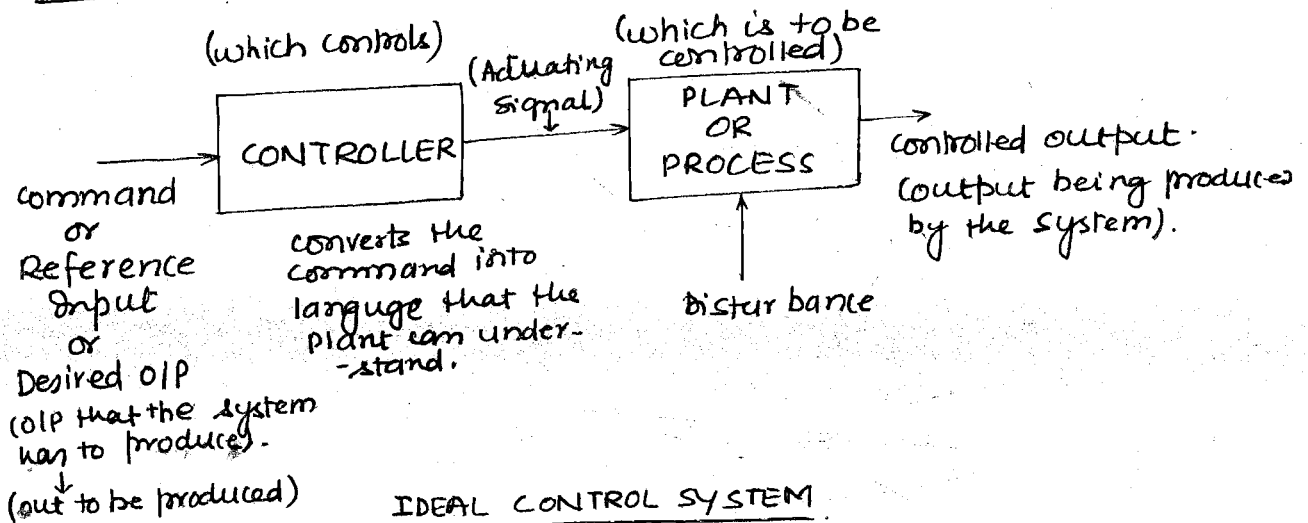 (which controls)
(which is to be
controlled)
(Actuating
signal)
CONTROLLER
PLANT
OR
PROCESS
command
or
Reference
Input
or
Desired O/P
(O/P that the system
has to produce).
(out to be produced)
converts the
command into
languge that the
plant can under-
-stand.
Disturbance
controlled output.
(output being produces
by the system).
IDEAL CONTROL SYSTEM.